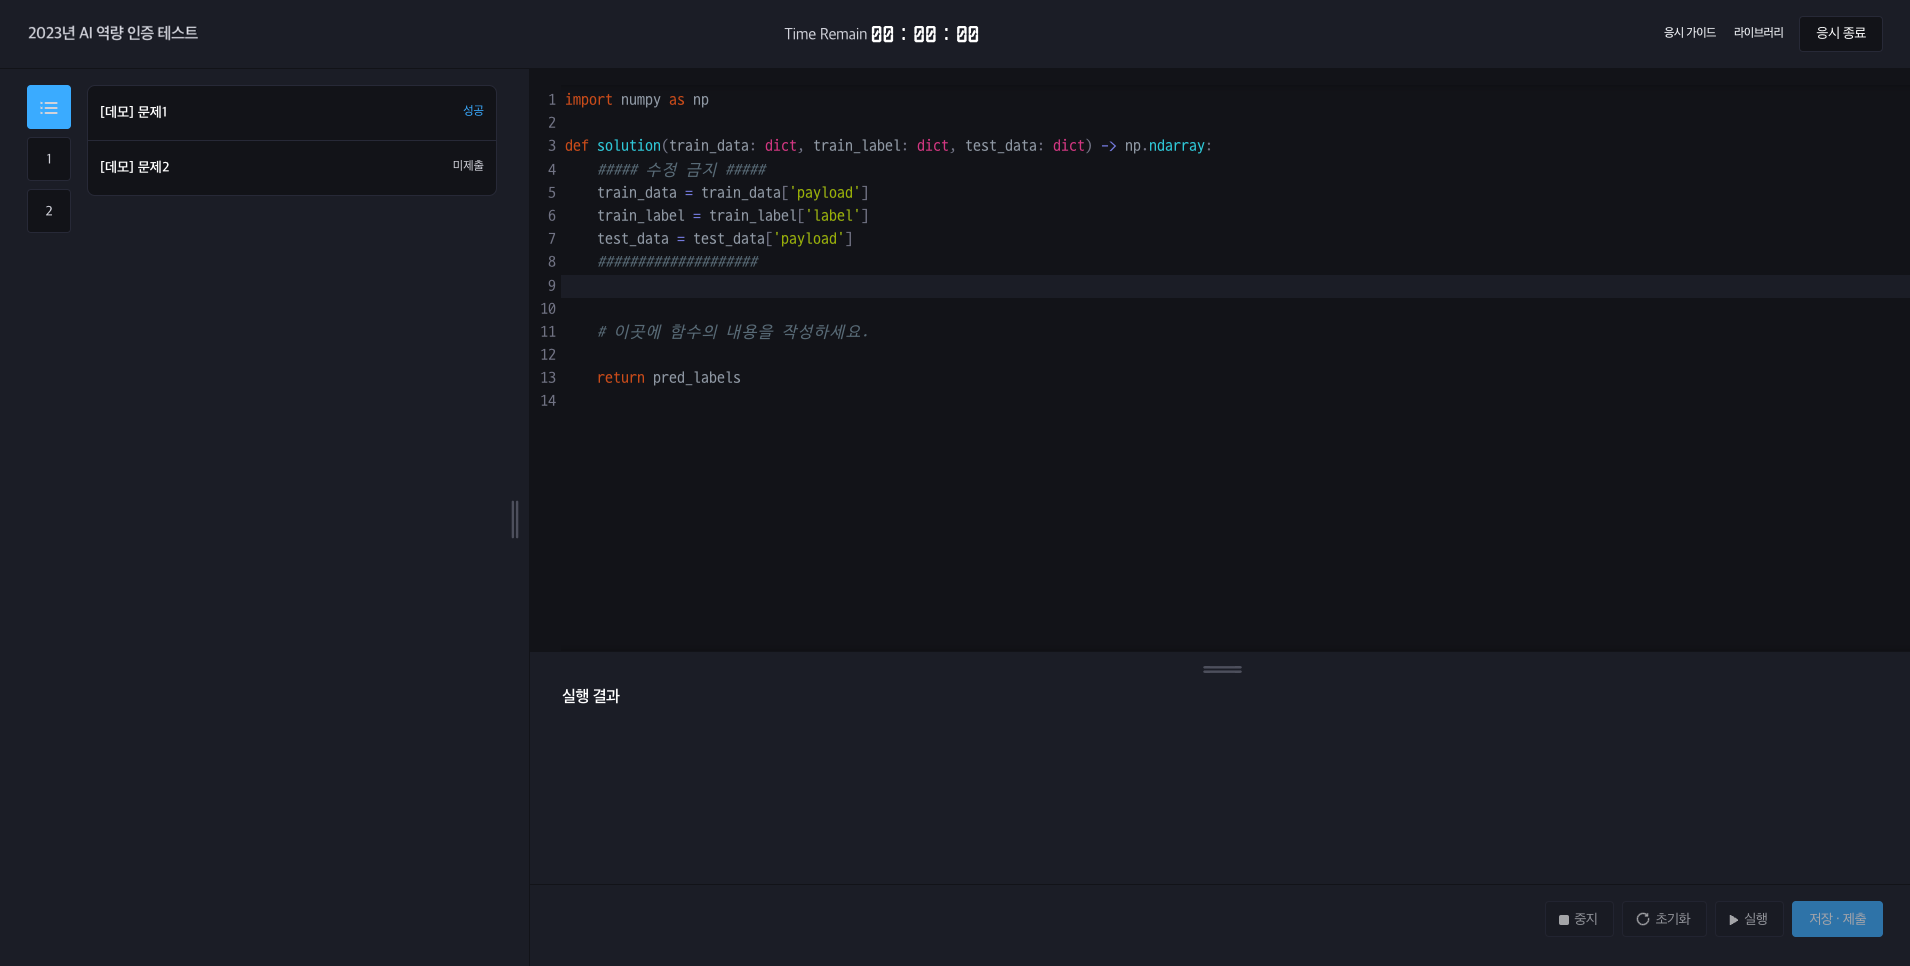 2023년 AI 역량 인증 테스트
Time Remain 00 : 00 : 00
응시 가이드
라이브러리
응시 종료
[데모] 문제1
성공
1
[데모] 문제2
미제출
2
1 import numpy as np
2
3 def solution(train_data: dict, train_label: dict, test_data: dict) -> np.ndarray:
4     ##### 수정 금지 #####
5     train_data = train_data['payload']
6     train_label = train_label['label']
7     test_data = test_data['payload']
8     ####################
9
10
11     # 이곳에 함수의 내용을 작성하세요.
12
13     return pred_labels
14
실행 결과
중지
초기화
실행
저장 · 제출